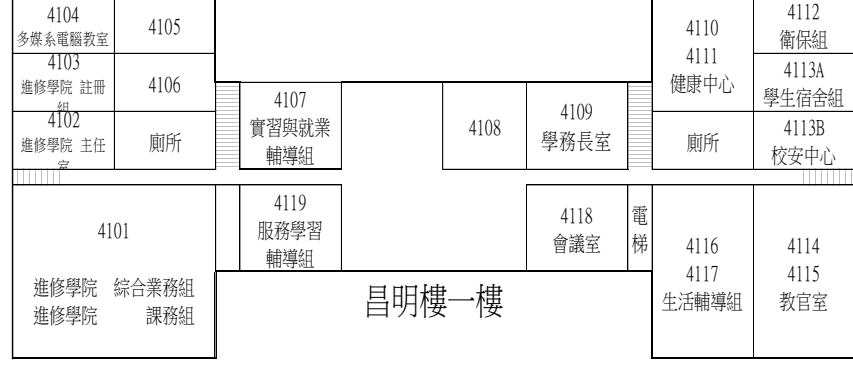 4104
多媒系電腦教室
4105
4103
進修學院 註冊
組
4106
4102
進修學院 主任
室
廁所
4107
實習與就業
輔導組
4108
4109
學務長室
4110
4111
健康中心
4112
衛保組
4113A
學生宿舍組
廁所
4113B
校安中心
4101
進修學院 綜合業務組
進修學院 課務組
4119
服務學習
輔導組
4118
會議室
電
梯
4116
4117
生活輔導組
4114
4115
教官室
昌明樓一樓